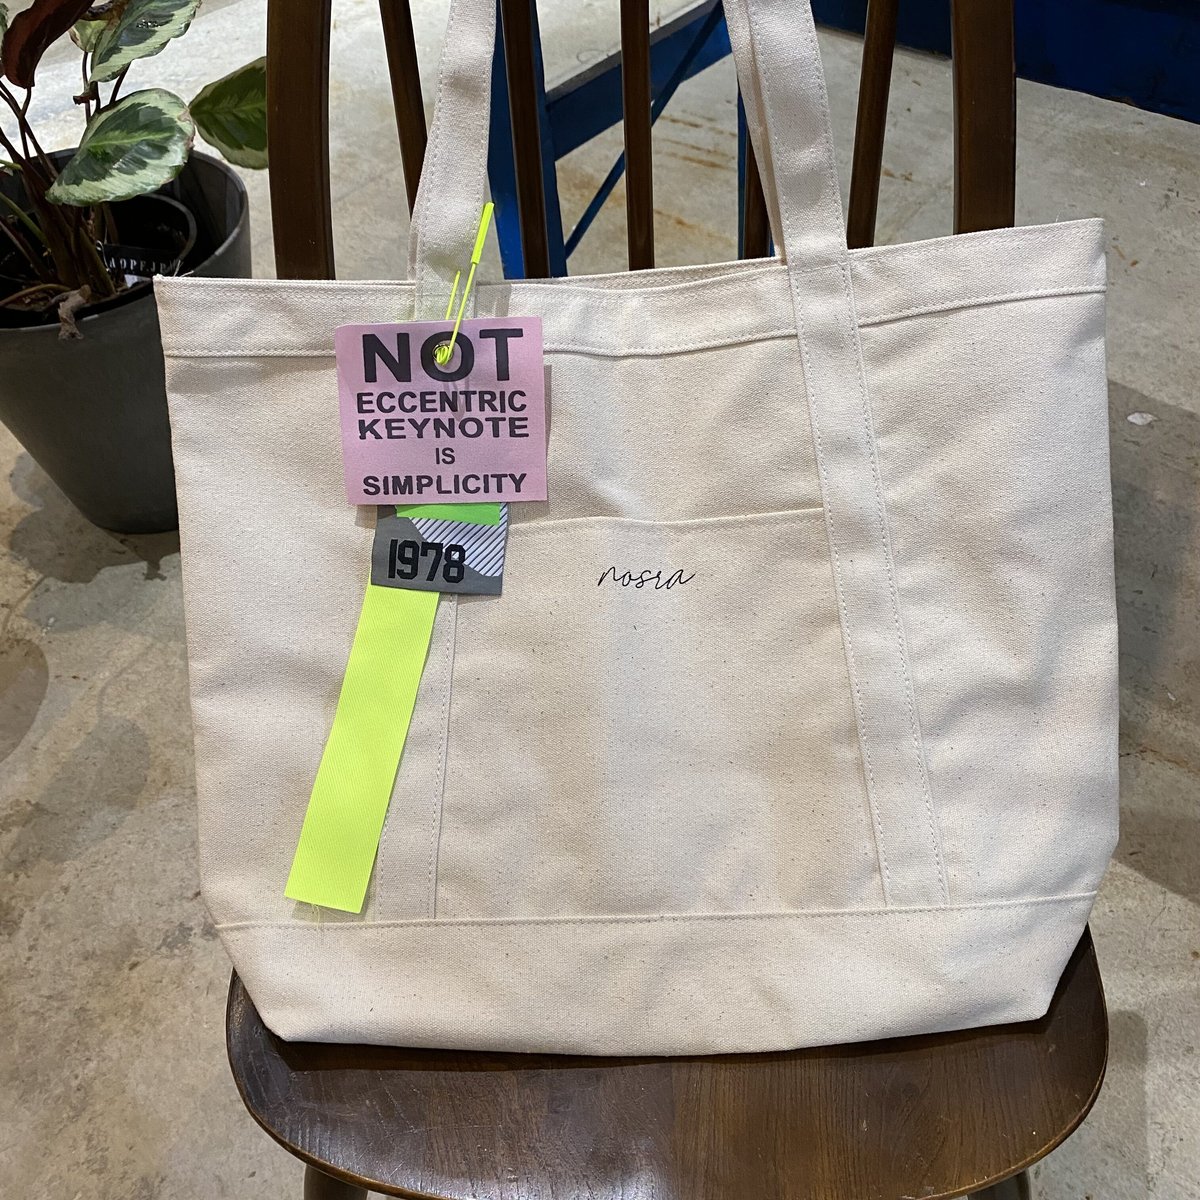 NOT
ECCENTRIC
KEYNOTE
IS
SIMPLICITY
1978
nosra